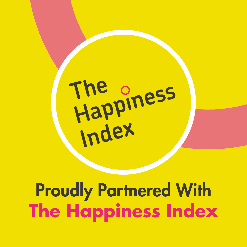 The
Happiness
Index
Proudly Partnered With
The Happiness Index